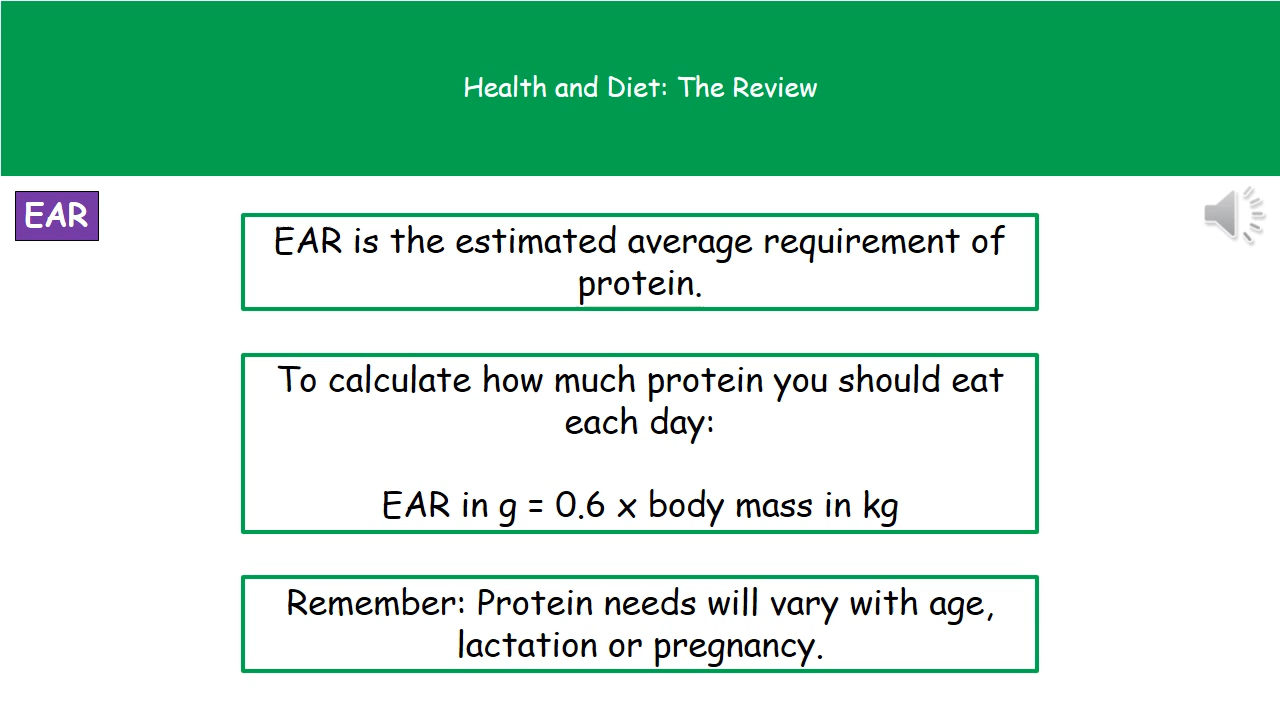 Health and Diet: The Review
EAR
EAR is the estimated average requirement of
protein.
To calculate how much protein you should eat
each day:
EAR in g = 0.6 x body mass in kg
Remember: Protein needs will vary with age,
lactation or pregnancy.